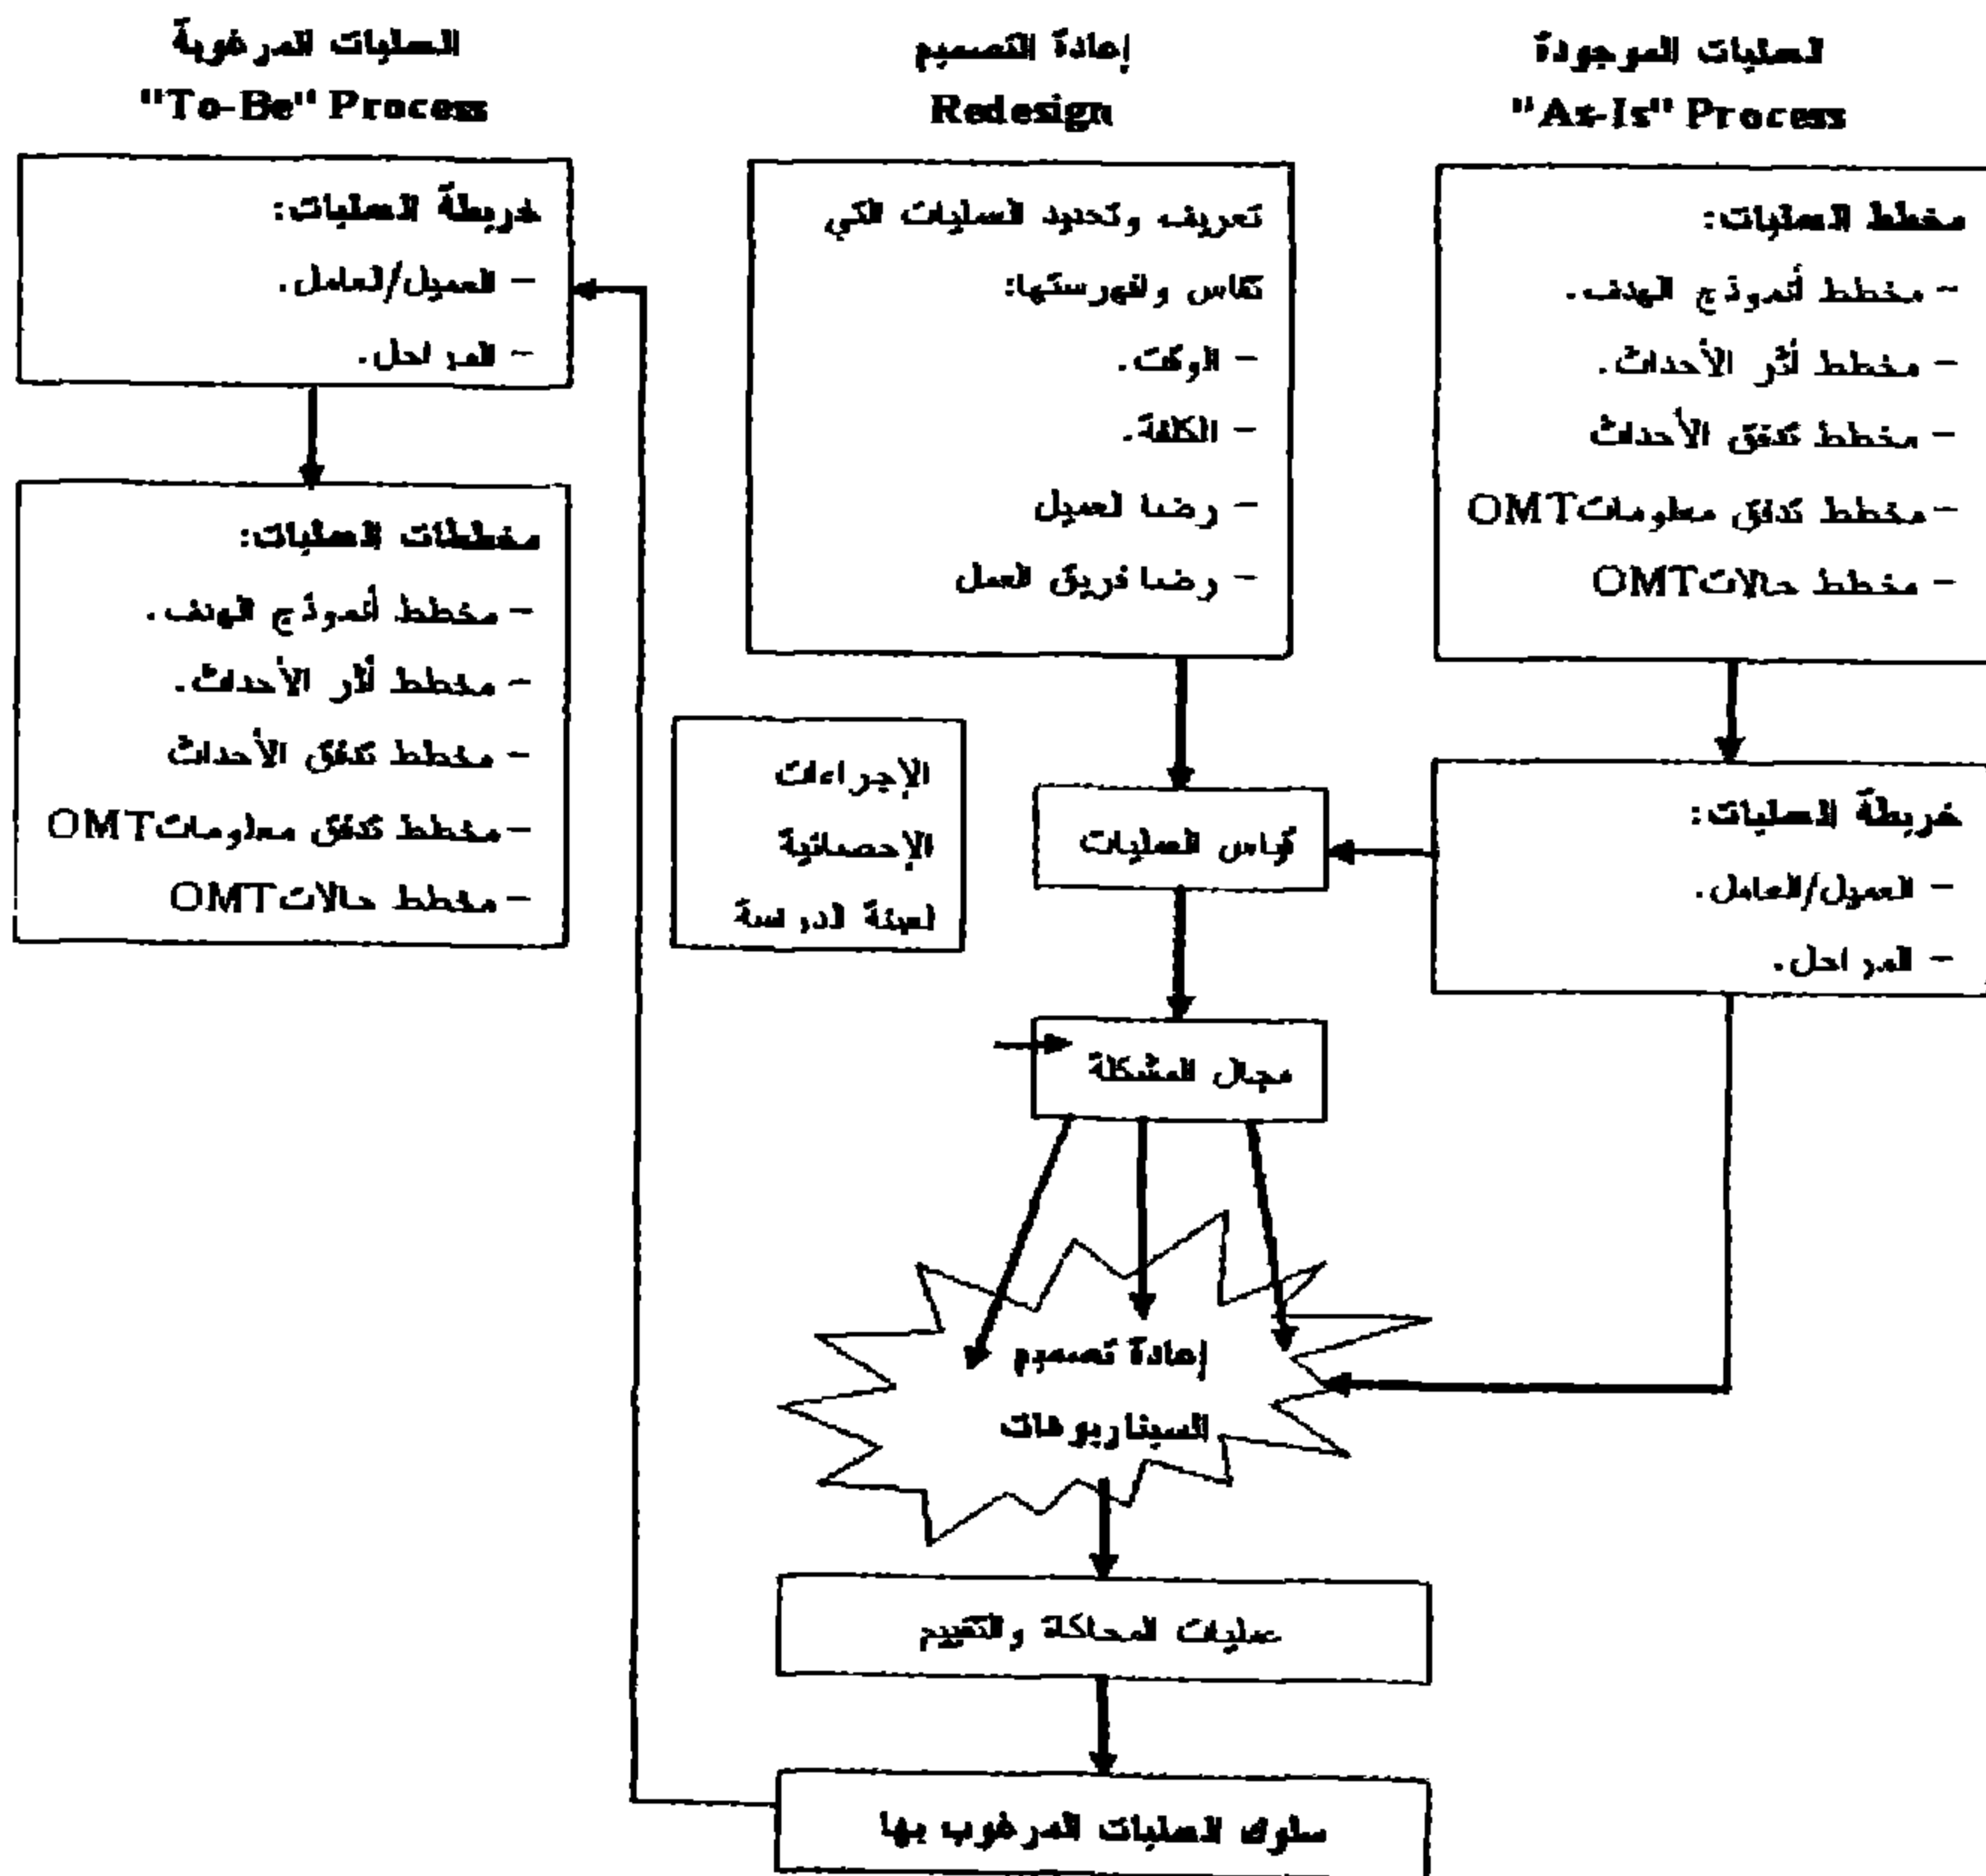 العمليات الموجودة
"As-Is" Process
مخطط العمليات:
– مخطط أنموذج الهدف.
– مخطط أثر الأحداث.
– مخطط تدفق الأحداث
– مخطط تدفق معلومات OMT
– مخطط حالات OMT
خريطة العمليات:
– العميل/العامل.
– المراحل.
إعادة التصميم
Redesign
تعريف وتحديد العمليات التي
تقاس وفهرستها:
– الوقت.
– الكلفة.
– رضا العميل
– رضا فريق العمل
قياس العمليات
الإجراءات
الإحصائية
لعينة الدراسة
مجال المشكلة
إعادة تصميم
السيناريوهات
عمليات المحاكاة والتقييم
سلوك العمليات المرغوب بها
العمليات المرغوبة
"To-Be" Process
خريطة العمليات:
– العميل/العامل.
– المراحل.
مخططات العمليات:
– مخطط أنموذج الهدف.
– مخطط أثر الأحداث.
– مخطط تدفق الأحداث
– مخطط تدفق معلومات OMT
– مخطط حالات OMT